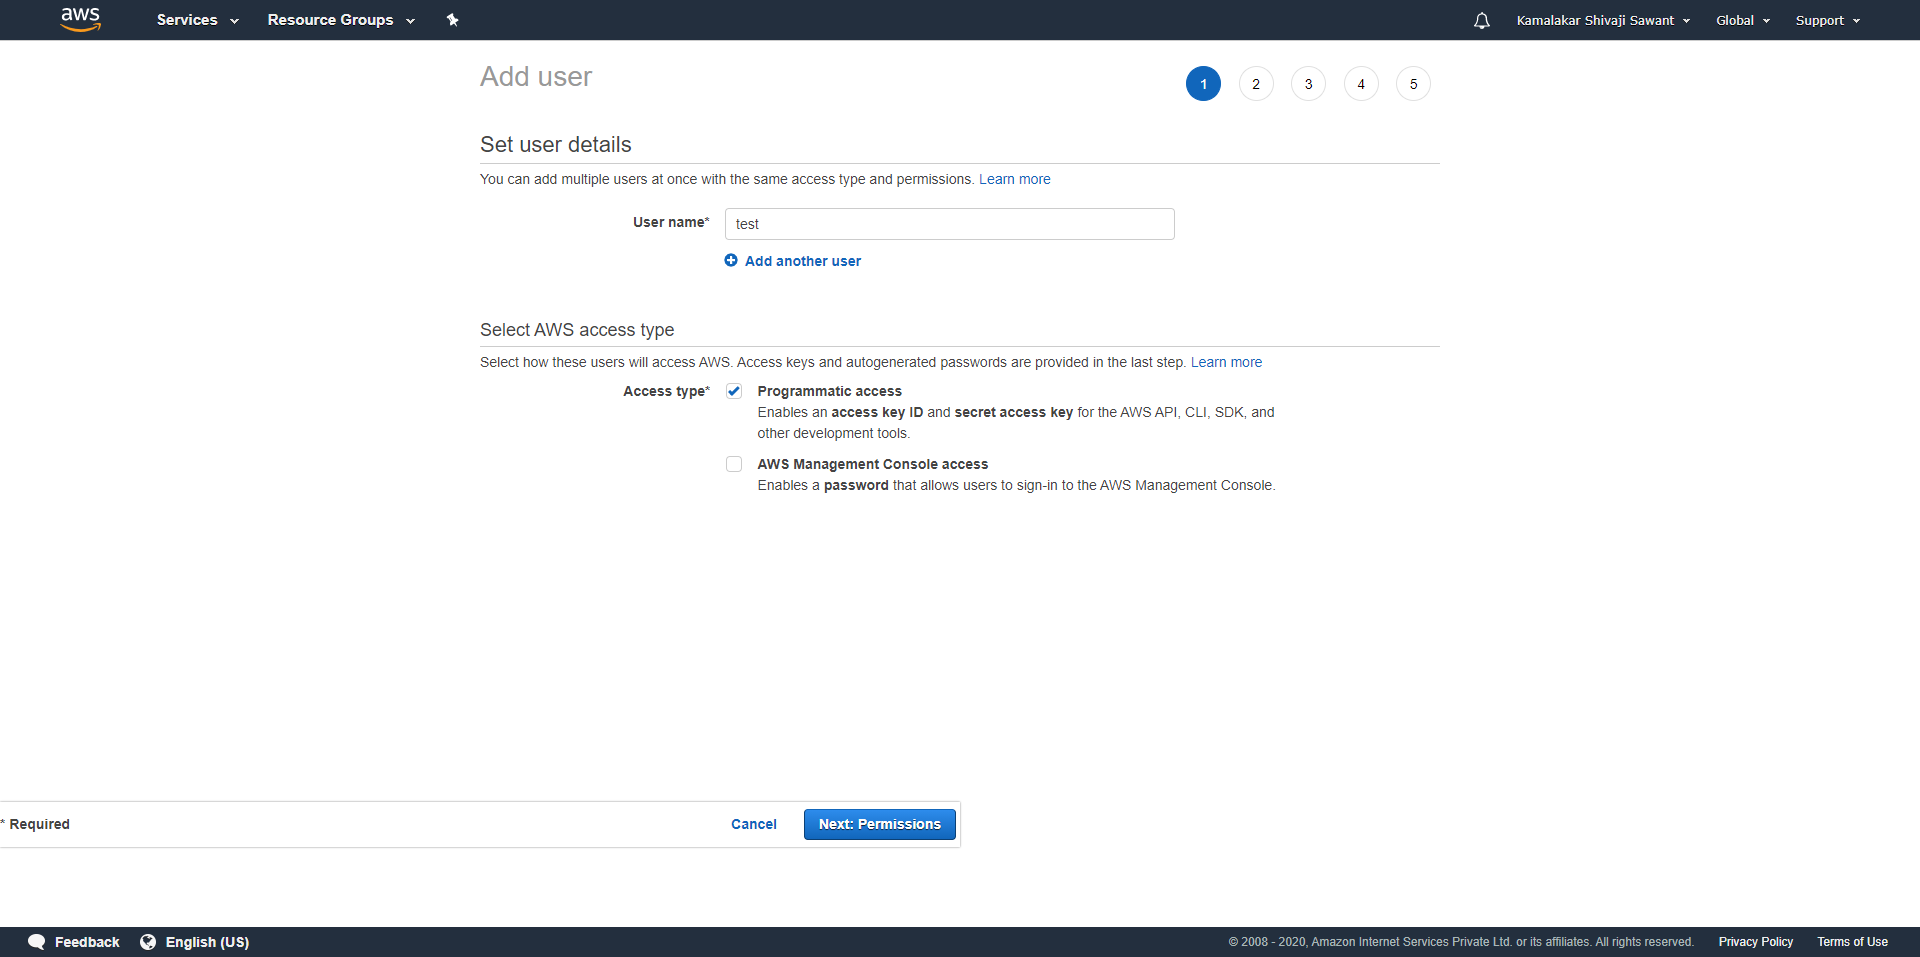 aws Services Resource Groups Kamalakar Shivaji Sawant Global Support
Add user 1 2 3 4 5
Set user details
You can add multiple users at once with the same access type and permissions. Learn more
User name* test
Add another user
Select AWS access type
Select how these users will access AWS. Access keys and autogenerated passwords are provided in the last step. Learn more
Access type* Programmatic access
Enables an access key ID and secret access key for the AWS API, CLI, SDK, and
other development tools.
AWS Management Console access
Enables a password that allows users to sign-in to the AWS Management Console.
* Required Cancel Next: Permissions
Feedback English (US) © 2008 - 2020, Amazon Internet Services Private Ltd. or its affiliates. All rights reserved. Privacy Policy Terms of Use